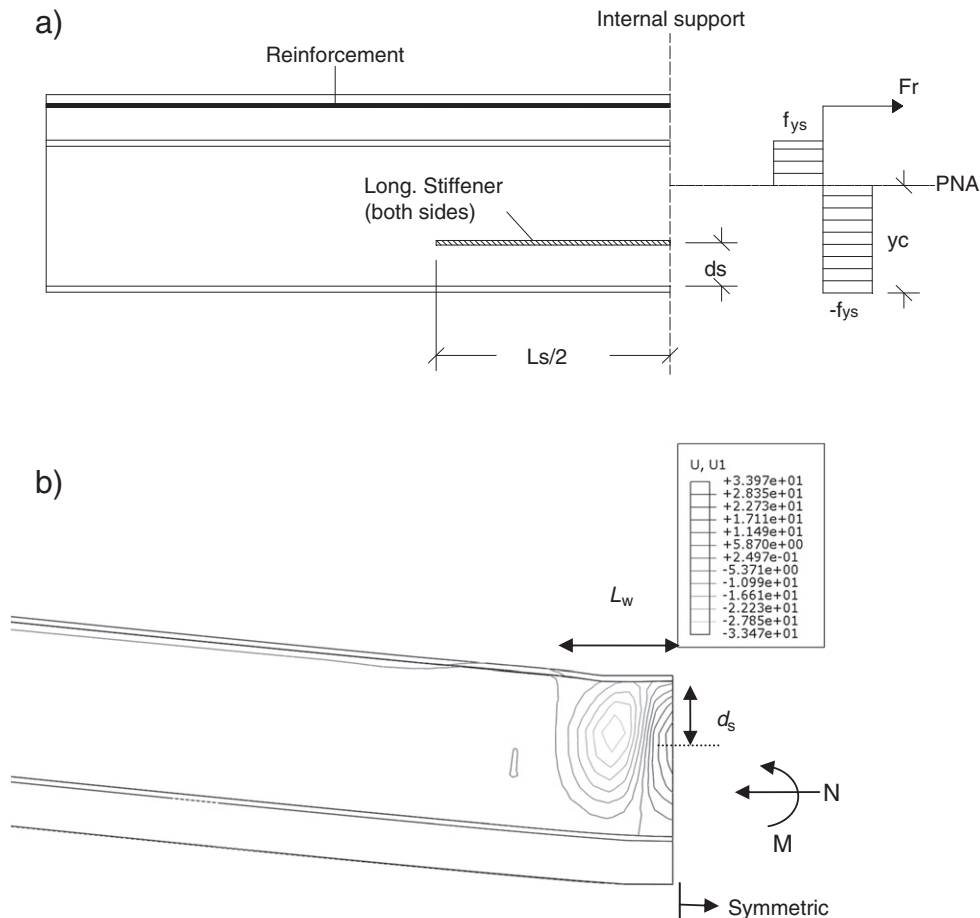 a)
Internal support
Reinforcement
Fr
fys
PNA
Long. Stiffener
(both sides)
yc
ds
-fys
Ls/2
b)
U, U1
+3.397e+01
+2.835e+01
+2.273e+01
+1.711e+01
+1.149e+01
+5.870e+00
+2.497e-01
-5.371e+00
-1.099e+01
-1.661e+01
-2.223e+01
-2.785e+01
-3.347e+01
Lw
ds
N
M
Symmetric